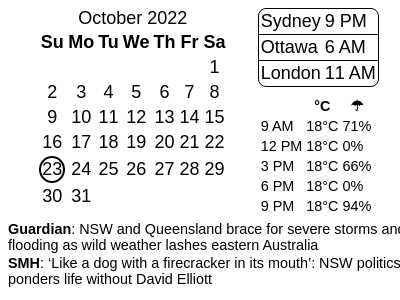 October 2022
Su Mo Tu We Th Fr Sa
1
2 3 4 5 6 7 8
9 10 11 12 13 14 15
16 17 18 19 20 21 22
23 24 25 26 27 28 29
30 31
Sydney 9 PM
Ottawa 6 AM
London 11 AM
°C ☂
9 AM 18°C 71%
12 PM 18°C 0%
3 PM 18°C 66%
6 PM 18°C 0%
9 PM 18°C 94%
Guardian: NSW and Queensland brace for severe storms and
flooding as wild weather lashes eastern Australia
SMH: ‘Like a dog with a firecracker in its mouth’: NSW politics
ponders life without David Elliott